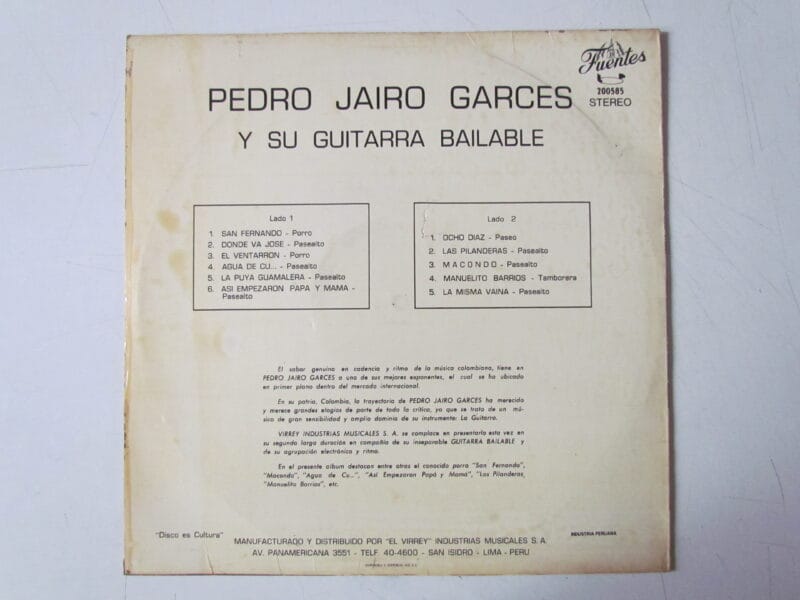 Fuentes
200585
STEREO
PEDRO JAIRO GARCES
Y SU GUITARRA BAILABLE
Lado 1
1. SAN FERNANDO - Porro
2. DONDE VA JOSE - Paseaito
3. EL VENTARRON - Porro
4. AGUA DE CU... - Paseaito
5. LA PUYA GUAMALERA - Paseaito
6. ASI EMPEZARON PAPA Y MAMA -
Paseaito
Lado 2
1. OCHO DIAZ - Paseo
2. LAS PILANDERAS - Paseaito
3. MACONDO - Paseaito
4. MANUELITO BARRIOS - Tamborera
5. LA MISMA VAINA - Paseaito
El sabor genuino en cadencia y ritmo de la música colombiana, tiene en
PEDRO JAIRO GARCES a uno de sus mejores exponentes, el cual se ha ubicado
en primer plano dentro del mercado internacional.
En su patria, Colombia, la trayectoria de PEDRO JAIRO GARCES ha merecido
y merece grandes elogios de parte de toda la crítica, ya que se trata de un mú-
sico de gran sensibilidad y amplio dominio de su instrumento: La Guitarra.
VIRREY INDUSTRIAS MUSICALES S. A. se complace en presentarlo esta vez en
su segundo larga duración en compañía de su inseparable GUITARRA BAILABLE y
de su agrupación electrónica y ritmo.
En el presente album destacan entre otras el conocido porro "San Fernando",
"Macondo", "Agua de Cu...", "Así Empezaron Papá y Mamá", "Las Pilanderas,
"Manuelito Barrios", etc.
"Disco es Cultura"
INDUSTRIA PERUANA
MANUFACTURADO Y DISTRIBUIDO POR "EL VIRREY" INDUSTRIAS MUSICALES S. A.
AV. PANAMERICANA 3551 - TELF. 40-4600 - SAN ISIDRO - LIMA - PERU